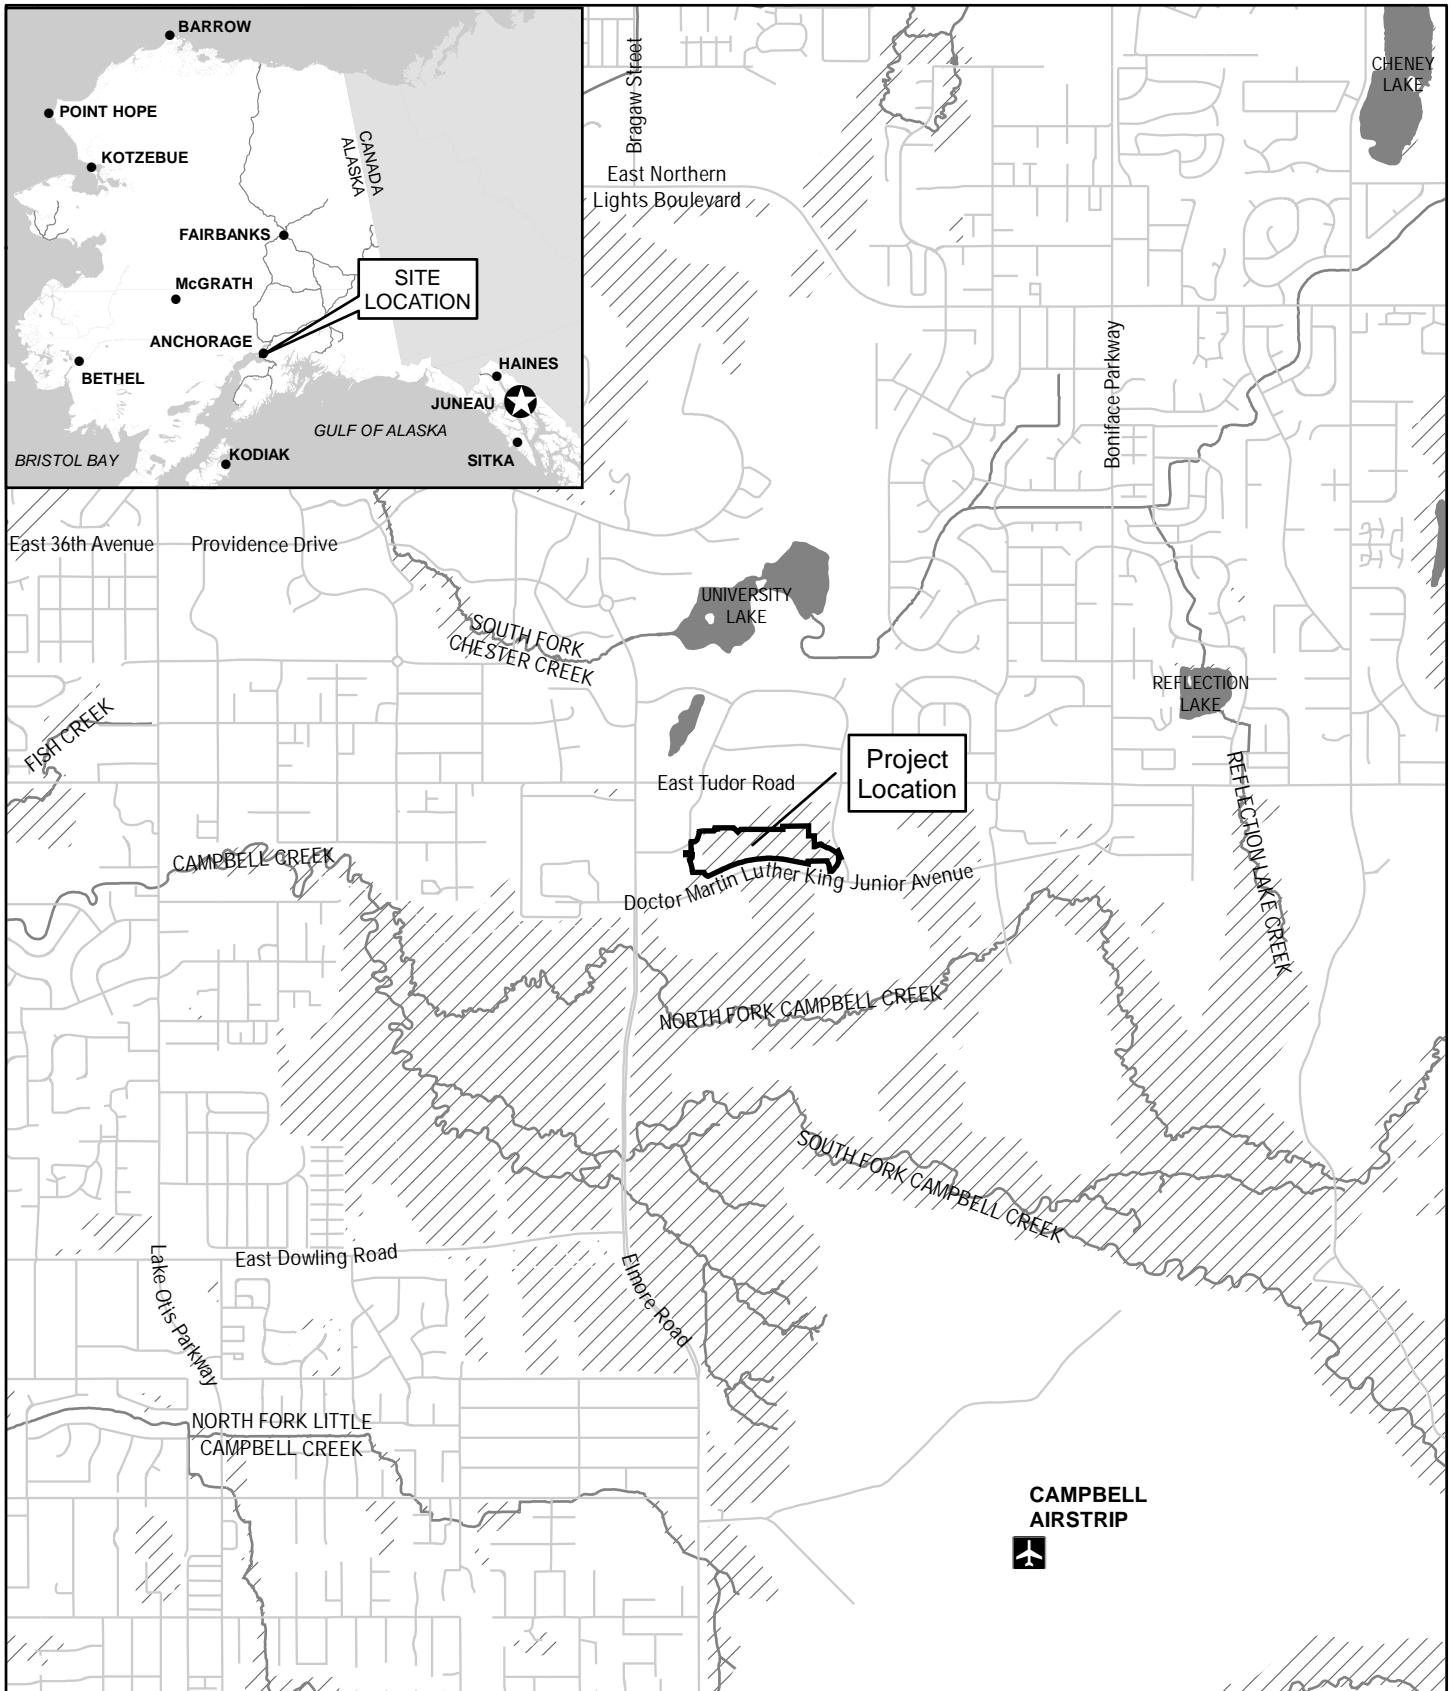 BARROW
POINT HOPE
KOTZEBUE
CANADA
ALASKA
FAIRBANKS
McGRATH
SITE
LOCATION
ANCHORAGE
BETHEL
HAINES
JUNEAU
GULF OF ALASKA
BRISTOL BAY
KODIAK
SITKA
Bragaw Street
CHENEY
LAKE
East Northern
Lights Boulevard
Boniface Parkway
East 36th Avenue
Providence Drive
UNIVERSITY
LAKE
SOUTH FORK
CHESTER CREEK
REFLECTION
LAKE
FISH CREEK
REFLECTION LAKE CREEK
Project
Location
East Tudor Road
CAMPBELL CREEK
Doctor Martin Luther King Junior Avenue
NORTH FORK CAMPBELL CREEK
SOUTH FORK CAMPBELL CREEK
East Dowling Road
Lake Otis Parkway
Elmore Road
NORTH FORK LITTLE
CAMPBELL CREEK
CAMPBELL
AIRSTRIP